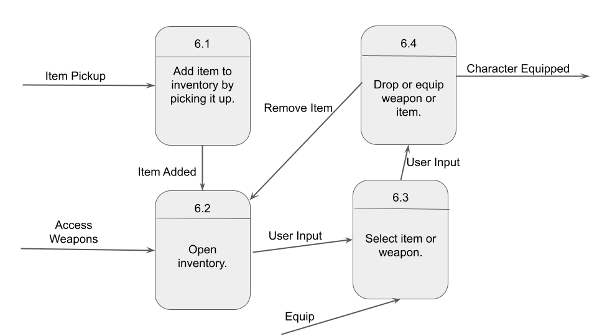 6.1
Item Pickup
Add item to
inventory by
picking it up.
6.4
Character Equipped
Drop or equip
weapon or
item.
Remove Item
Item Added
User Input
6.2
Access
Weapons
Open
inventory.
User Input
6.3
Select item or
weapon.
Equip